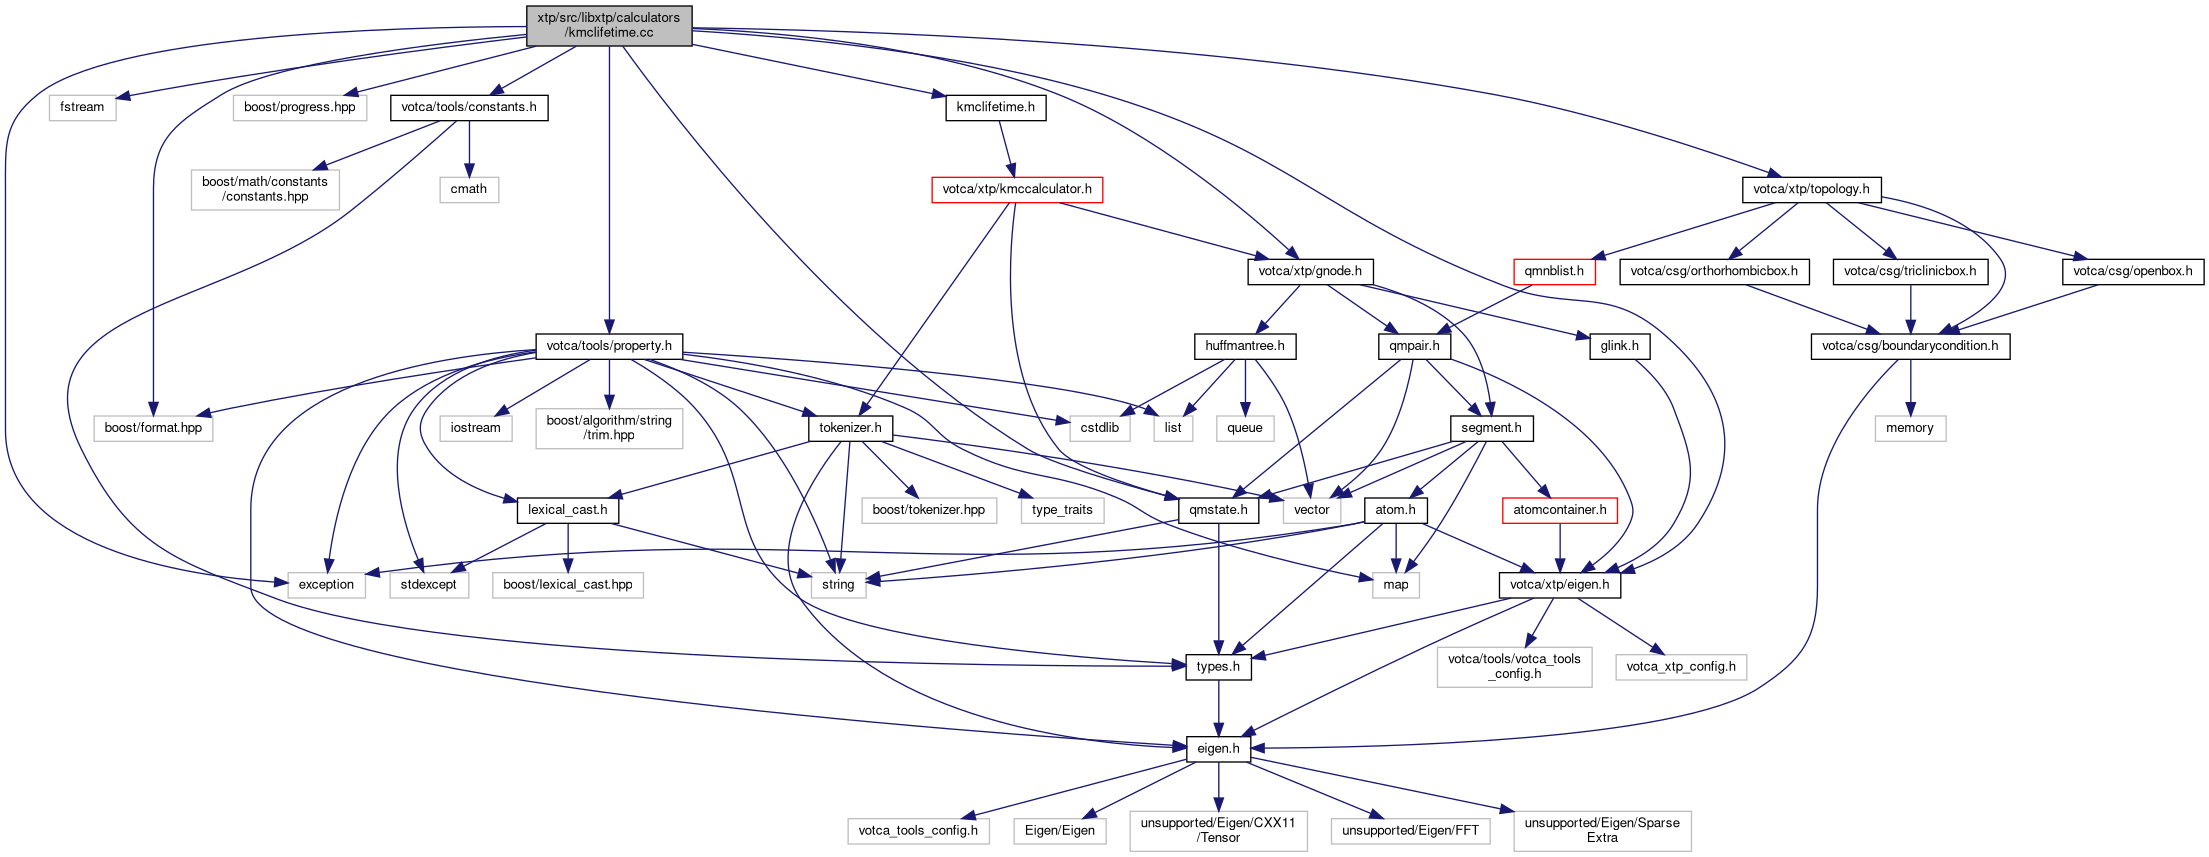 xtp/src/libxtp/calculators
/kmclifetime.cc
fstream
boost/progress.hpp
votca/tools/constants.h
kmclifetime.h
boost/math/constants
/constants.hpp
cmath
votca/xtp/kmccalculator.h
votca/xtp/topology.h
votca/xtp/gnode.h
qmnblist.h
votca/csg/orthorhombicbox.h
votca/csg/triclinicbox.h
votca/csg/openbox.h
votca/tools/property.h
huffmantree.h
qmpair.h
glink.h
votca/csg/boundarycondition.h
boost/format.hpp
iostream
boost/algorithm/string
/trim.hpp
tokenizer.h
cstdlib
list
queue
segment.h
memory
lexical_cast.h
boost/tokenizer.hpp
type_traits
qmstate.h
vector
atom.h
atomcontainer.h
exception
stdexcept
boost/lexical_cast.hpp
string
map
votca/xtp/eigen.h
types.h
votca/tools/votca_tools
_config.h
votca_xtp_config.h
eigen.h
votca_tools_config.h
Eigen/Eigen
unsupported/Eigen/CXX11
/Tensor
unsupported/Eigen/FFT
unsupported/Eigen/Sparse
Extra